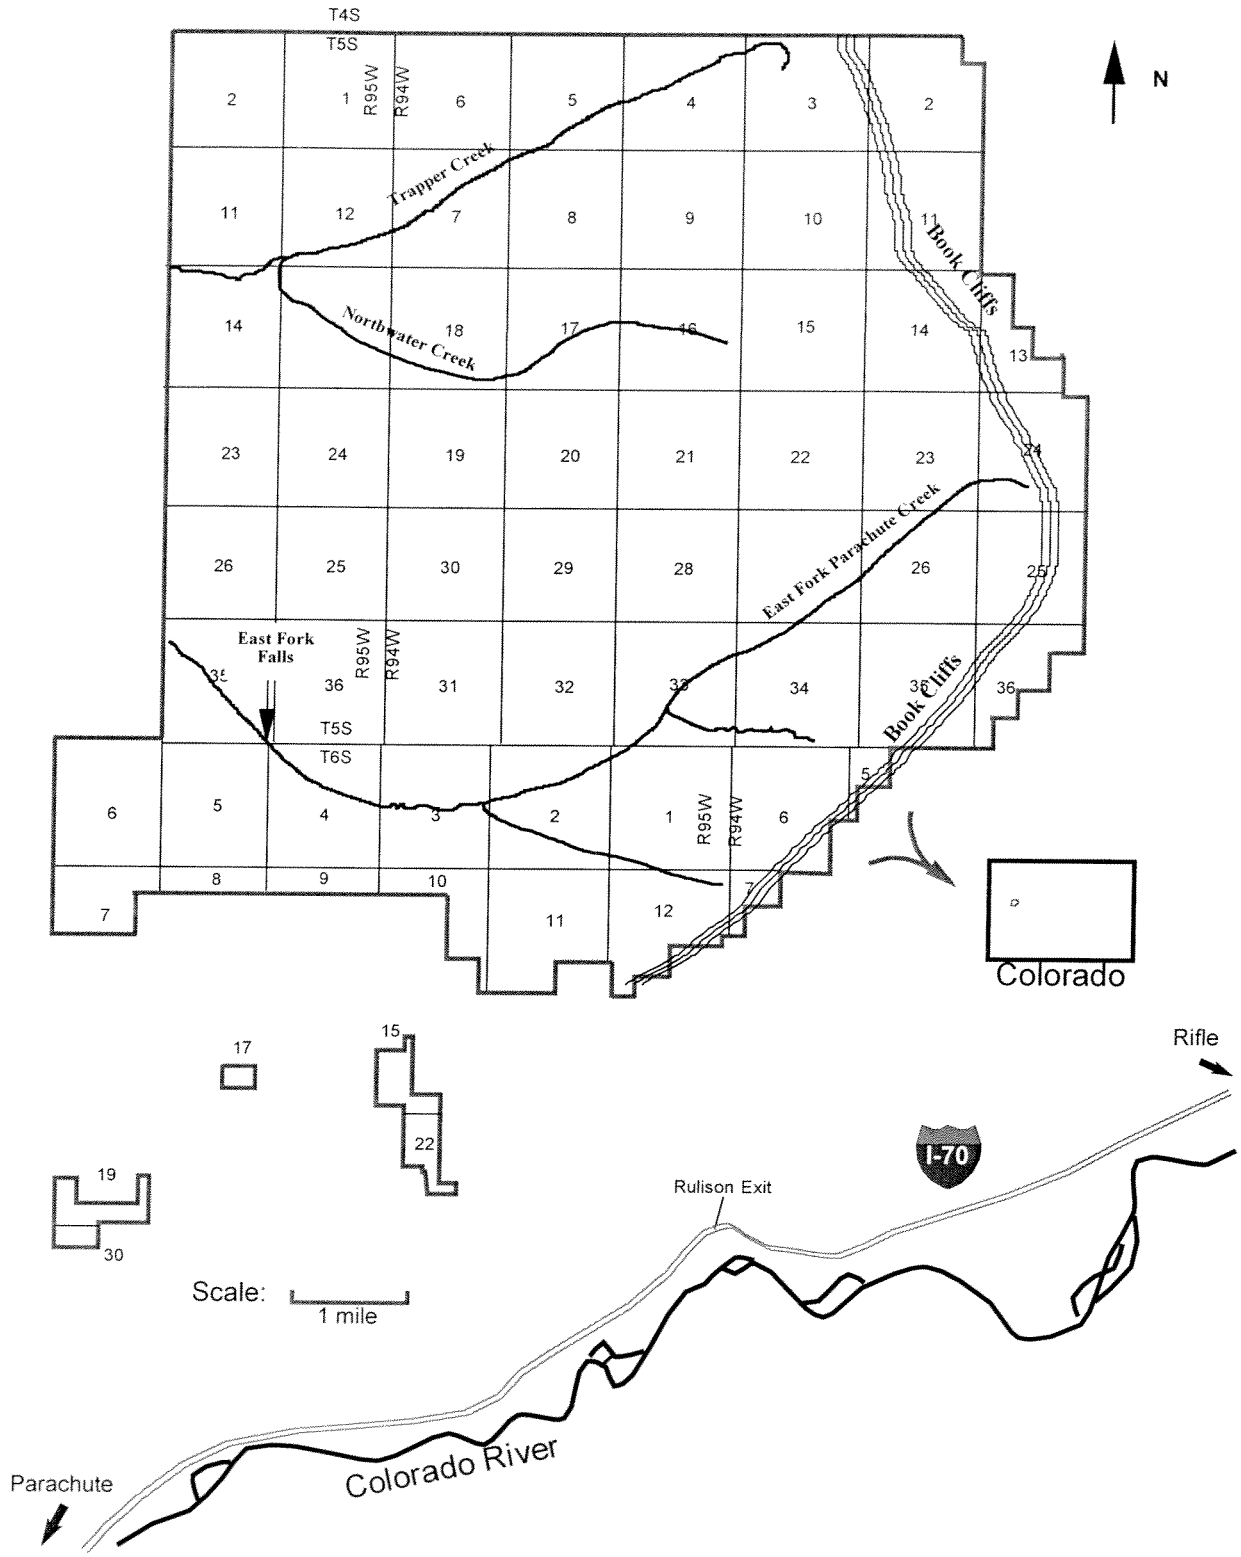 T4S
T5S
N
2
1
R95W
R94W
6
5
4
3
2
Trapper Creek
11
12
7
8
9
10
11
Book Cliffs
14
Northwater Creek
18
17
16
15
14
13
23
24
19
20
21
22
23
24
East Fork Parachute Creek
26
25
30
29
28
26
25
East Fork
Falls
R95W
R94W
35
36
31
32
33
34
35
36
Book Cliffs
T5S
T6S
6
5
4
3
2
1
R95W
R94W
6
5
8
9
10
7
7
11
12
Colorado
15
17
22
19
30
Rifle
I-70
Rulison Exit
Scale:
1 mile
Colorado River
Parachute